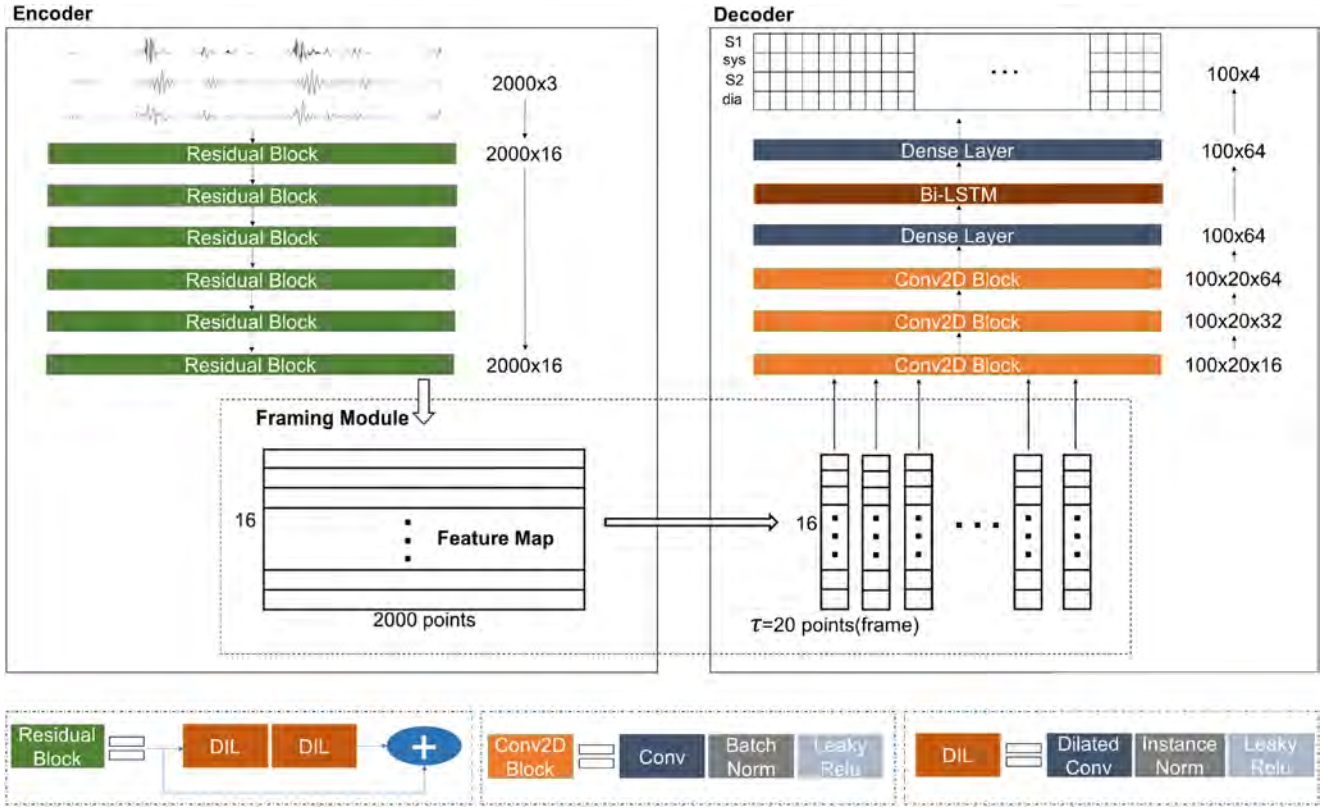 Encoder
2000x3
Residual Block
2000x16
Residual Block
Residual Block
Residual Block
Residual Block
Residual Block
2000x16
Decoder
S1
sys
S2
dia
100x4
Dense Layer
100x64
Bi-LSTM
Dense Layer
100x64
Conv2D Block
100x20x64
Conv2D Block
100x20x32
Conv2D Block
100x20x16
Framing Module
16
Feature Map
2000 points
16
τ=20 points(frame)
Residual
Block
DIL
DIL
+
Conv2D
Block
Conv
Batch
Norm
Leaky
Relu
DIL
Dilated
Conv
Instance
Norm
Leaky
Relu